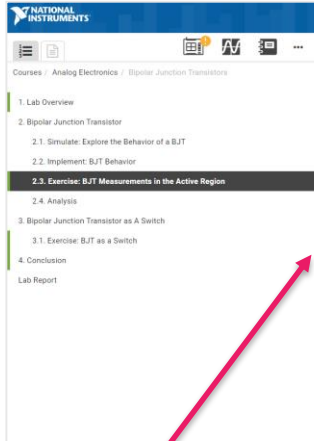 NATIONAL
INSTRUMENTS
Courses / Analog Electronics / Bipolar Junction Transistors
1. Lab Overview
2. Bipolar Junction Transistor
2.1. Simulate: Explore the Behavior of a BJT
2.2. Implement: BJT Behavior
2.3. Exercise: BJT Measurements in the Active Region
2.4. Analysis
3. Bipolar Junction Transistor as A Switch
3.1. Exercise: BJT as a Switch
4. Conclusion
Lab Report